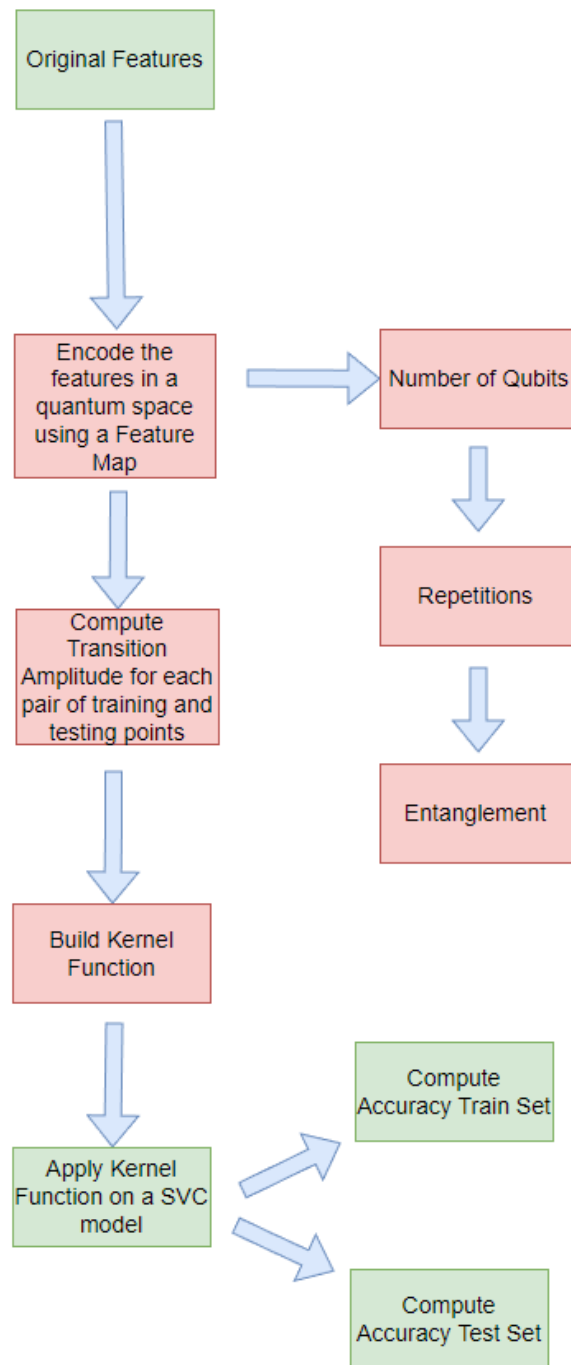 Original Features
Encode the
features in a
quantum space
using a Feature
Map
Number of Qubits
Compute
Transition
Amplitude for each
pair of training and
testing points
Repetitions
Entanglement
Build Kernel
Function
Apply Kernel
Function on a SVC
model
Compute
Accuracy Train Set
Compute
Accuracy Test Set